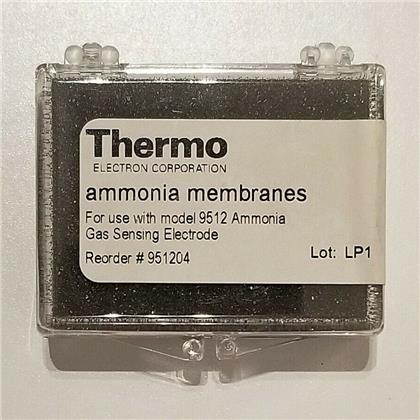 Thermo
ELECTRON CORPORATION
ammonia membranes
For use with model 9512 Ammonia
Gas Sensing Electrode
Reorder # 951204
Lot: LP1